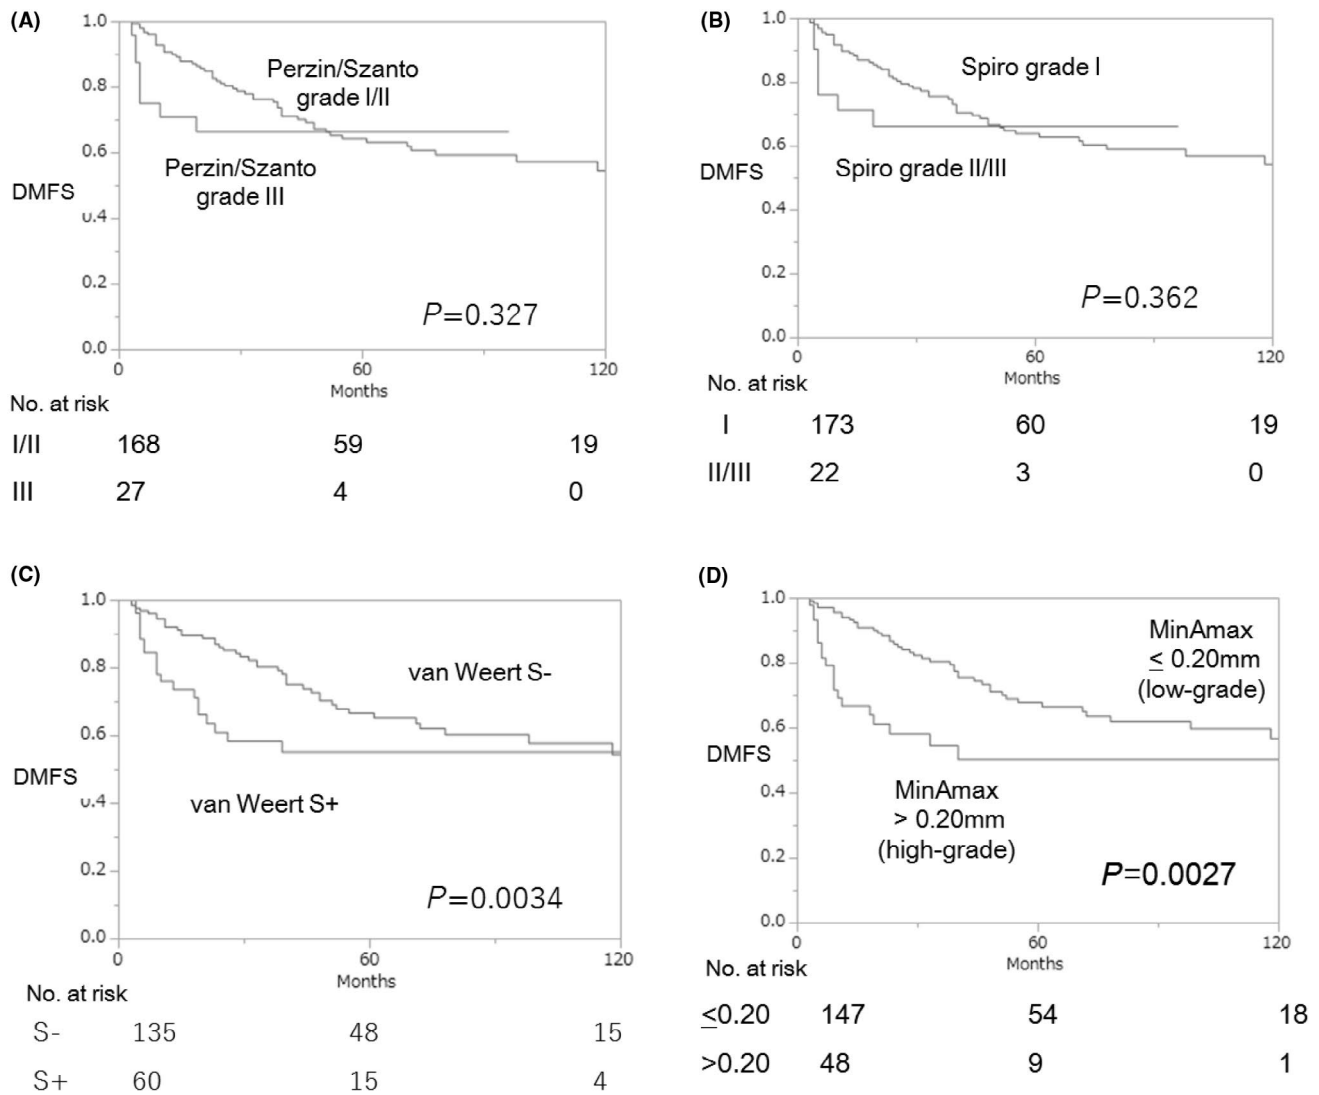 (A)
1.0
0.8
0.6
DMFS
0.4
0.2
0.0
Perzin/Szanto
grade I/II
Perzin/Szanto
grade III
P=0.327
0 60 120
Months
No. at risk
I/II 168 59 19
III 27 4 0
(B)
1.0
0.8
0.6
DMFS
0.4
0.2
0.0
Spiro grade I
Spiro grade II/III
P=0.362
0 60 120
Months
No. at risk
I 173 60 19
II/III 22 3 0
(C)
1.0
0.8
0.6
DMFS
0.4
0.2
0.0
van Weert S-
van Weert S+
P=0.0034
0 60 120
Months
No. at risk
S- 135 48 15
S+ 60 15 4
(D)
1.0
0.8
0.6
DMFS
0.4
0.2
0.0
MinAmax
≤ 0.20mm
(low-grade)
MinAmax
> 0.20mm
(high-grade)
P=0.0027
0 60 120
Months
No. at risk
≤0.20 147 54 18
>0.20 48 9 1